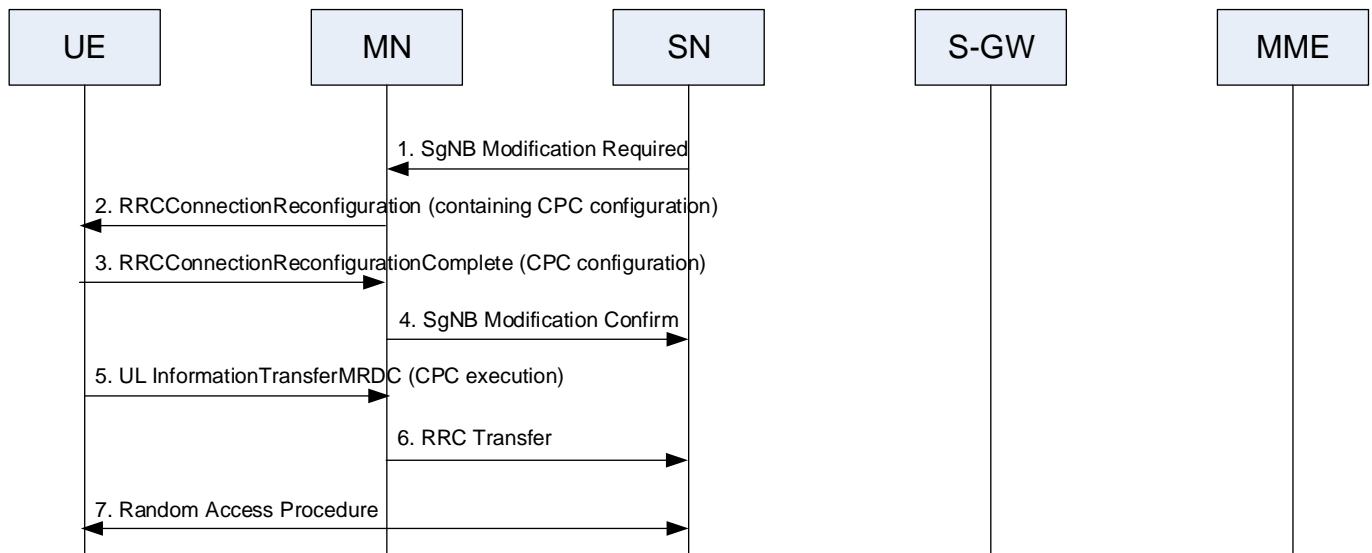 UE
MN
SN
S-GW
MME
1. SgNB Modification Required
2. RRCConnectionReconfiguration (containing CPC configuration)
3. RRCConnectionReconfigurationComplete (CPC configuration)
4. SgNB Modification Confirm
5. UL InformationTransferMRDC (CPC execution)
6. RRC Transfer
7. Random Access Procedure